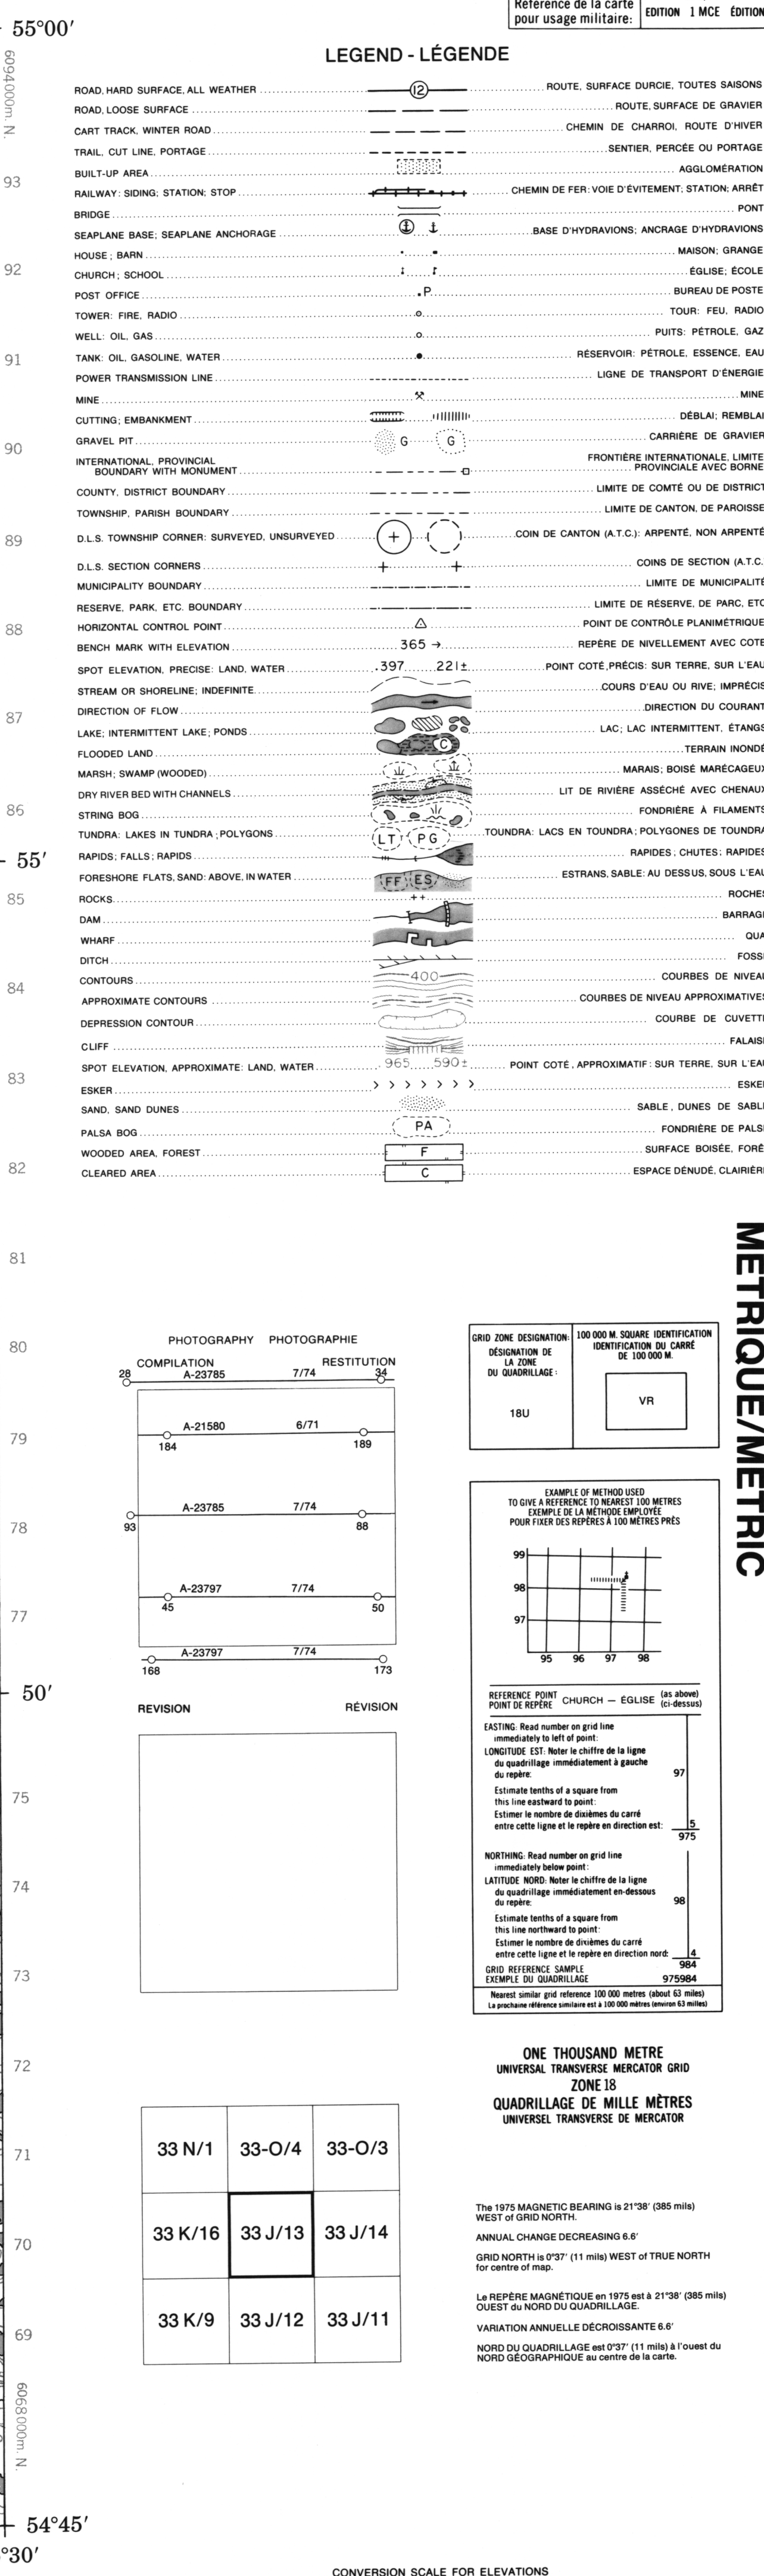 Référence de la carte
pour usage militaire:
EDITION 1 MCE ÉDITION
55°00′
6094000m. N.
LEGEND - LÉGENDE
ROAD, HARD SURFACE, ALL WEATHER 12 ROUTE, SURFACE DURCIE, TOUTES SAISONS
ROAD, LOOSE SURFACE ROUTE, SURFACE DE GRAVIER
CART TRACK, WINTER ROAD CHEMIN DE CHARROI, ROUTE D'HIVER
TRAIL, CUT LINE, PORTAGE SENTIER, PERCÉE OU PORTAGE
BUILT-UP AREA AGGLOMÉRATION
93
RAILWAY: SIDING; STATION; STOP CHEMIN DE FER: VOIE D'ÉVITEMENT; STATION; ARRÊT
BRIDGE PONT
SEAPLANE BASE; SEAPLANE ANCHORAGE BASE D'HYDRAVIONS; ANCRAGE D'HYDRAVIONS
HOUSE; BARN MAISON; GRANGE
92
CHURCH; SCHOOL ÉGLISE; ÉCOLE
POST OFFICE P BUREAU DE POSTE
TOWER: FIRE, RADIO TOUR: FEU, RADIO
WELL: OIL, GAS PUITS: PÉTROLE, GAZ
91
TANK: OIL, GASOLINE, WATER RÉSERVOIR: PÉTROLE, ESSENCE, EAU
POWER TRANSMISSION LINE LIGNE DE TRANSPORT D'ÉNERGIE
MINE MINE
CUTTING; EMBANKMENT DÉBLAI; REMBLAI
90
GRAVEL PIT G G CARRIÈRE DE GRAVIER
INTERNATIONAL, PROVINCIAL
BOUNDARY WITH MONUMENT
FRONTIÈRE INTERNATIONALE, LIMITE
PROVINCIALE AVEC BORNE
COUNTY, DISTRICT BOUNDARY LIMITE DE COMTÉ OU DE DISTRICT
TOWNSHIP, PARISH BOUNDARY LIMITE DE CANTON, DE PAROISSE
89
D.L.S. TOWNSHIP CORNER: SURVEYED, UNSURVEYED COIN DE CANTON (A.T.C.): ARPENTÉ, NON ARPENTÉ
D.L.S. SECTION CORNERS COINS DE SECTION (A.T.C.
MUNICIPALITY BOUNDARY LIMITE DE MUNICIPALITÉ
RESERVE, PARK, ETC. BOUNDARY LIMITE DE RÉSERVE, DE PARC, ETC
88
HORIZONTAL CONTROL POINT POINT DE CONTRÔLE PLANIMÉTRIQUE
BENCH MARK WITH ELEVATION 365 → REPÈRE DE NIVELLEMENT AVEC COTE
SPOT ELEVATION, PRECISE: LAND, WATER .397 221± POINT COTÉ, PRÉCIS: SUR TERRE, SUR L'EAU
STREAM OR SHORELINE; INDEFINITE COURS D'EAU OU RIVE; IMPRÉCIS
87
DIRECTION OF FLOW DIRECTION DU COURANT
LAKE; INTERMITTENT LAKE; PONDS LAC; LAC INTERMITTENT, ÉTANGS
FLOODED LAND C TERRAIN INONDÉ
MARSH; SWAMP (WOODED) MARAIS; BOISÉ MARÉCAGEUX
DRY RIVER BED WITH CHANNELS LIT DE RIVIÈRE ASSÉCHÉ AVEC CHENAUX
86
STRING BOG FONDRIÈRE À FILAMENTS
TUNDRA: LAKES IN TUNDRA; POLYGONS LT PG TOUNDRA: LACS EN TOUNDRA; POLYGONES DE TOUNDRA
55′
RAPIDS; FALLS; RAPIDS RAPIDES; CHUTES; RAPIDES
FORESHORE FLATS, SAND: ABOVE, IN WATER FF ES ESTRANS, SABLE: AU DESSUS, SOUS L'EAU
85
ROCKS ++ ROCHES
DAM BARRAGE
WHARF QUA
DITCH FOSSÉ
84
CONTOURS 400 COURBES DE NIVEAU
APPROXIMATE CONTOURS COURBES DE NIVEAU APPROXIMATIVES
DEPRESSION CONTOUR COURBE DE CUVETTE
CLIFF FALAISE
SPOT ELEVATION, APPROXIMATE: LAND, WATER .965 590± POINT COTÉ, APPROXIMATIF: SUR TERRE, SUR L'EAU
83
ESKER > > > > > > > ESKER
SAND, SAND DUNES SABLE, DUNES DE SABLE
PALSA BOG PA FONDRIÈRE DE PALSE
WOODED AREA, FOREST F SURFACE BOISÉE, FORÊ
82
CLEARED AREA C ESPACE DÉNUDÉ, CLAIRIÈRE
METRIQUE/METRIC
81
80
PHOTOGRAPHY PHOTOGRAPHIE
COMPILATION RESTITUTION
28 A-23785 7/74 34
A-21580 6/71
184 189
79
A-23785 7/74
93 88
78
A-23797 7/74
45 50
77
A-23797 7/74
168 173
GRID ZONE DESIGNATION:
DÉSIGNATION DE
LA ZONE
DU QUADRILLAGE:
18U
100 000 M. SQUARE IDENTIFICATION
IDENTIFICATION DU CARRÉ
DE 100 000 M.
VR
EXAMPLE OF METHOD USED
TO GIVE A REFERENCE TO NEAREST 100 METRES
EXEMPLE DE LA MÉTHODE EMPLOYÉE
POUR FIXER DES REPÈRES À 100 MÈTRES PRÈS
99
98
97
95 96 97 98
REFERENCE POINT
POINT DE REPÈRE
CHURCH — ÉGLISE
(as above)
(ci-dessus)
EASTING: Read number on grid line
immediately to left of point:
LONGITUDE EST: Noter le chiffre de la ligne
du quadrillage immédiatement à gauche
du repère: 97
Estimate tenths of a square from
this line eastward to point:
Estimer le nombre de dixièmes du carré
entre cette ligne et le repère en direction est: 5
975
NORTHING: Read number on grid line
immediately below point:
LATITUDE NORD: Noter le chiffre de la ligne
du quadrillage immédiatement en-dessous
du repère: 98
Estimate tenths of a square from
this line northward to point:
Estimer le nombre de dixièmes du carré
entre cette ligne et le repère en direction nord: 4
984
GRID REFERENCE SAMPLE
EXEMPLE DU QUADRILLAGE 975984
Nearest similar grid reference 100 000 metres (about 63 miles)
La prochaine référence similaire est à 100 000 mètres (environ 63 milles)
50′
REVISION RÉVISION
75
74
73
72
ONE THOUSAND METRE
UNIVERSAL TRANSVERSE MERCATOR GRID
ZONE 18
QUADRILLAGE DE MILLE MÈTRES
UNIVERSEL TRANSVERSE DE MERCATOR
71
33 N/1 33-O/4 33-O/3
70
33 K/16 33 J/13 33 J/14
69
33 K/9 33 J/12 33 J/11
The 1975 MAGNETIC BEARING is 21°38′ (385 mils)
WEST of GRID NORTH.
ANNUAL CHANGE DECREASING 6.6′
GRID NORTH is 0°37′ (11 mils) WEST of TRUE NORTH
for centre of map.
Le REPÈRE MAGNÉTIQUE en 1975 est à 21°38′ (385 mils)
OUEST du NORD DU QUADRILLAGE.
VARIATION ANNUELLE DÉCROISSANTE 6.6′
NORD DU QUADRILLAGE est 0°37′ (11 mils) à l'ouest du
NORD GÉOGRAPHIQUE au centre de la carte.
6068000m. N.
54°45′
°30′
CONVERSION SCALE FOR ELEVATIONS